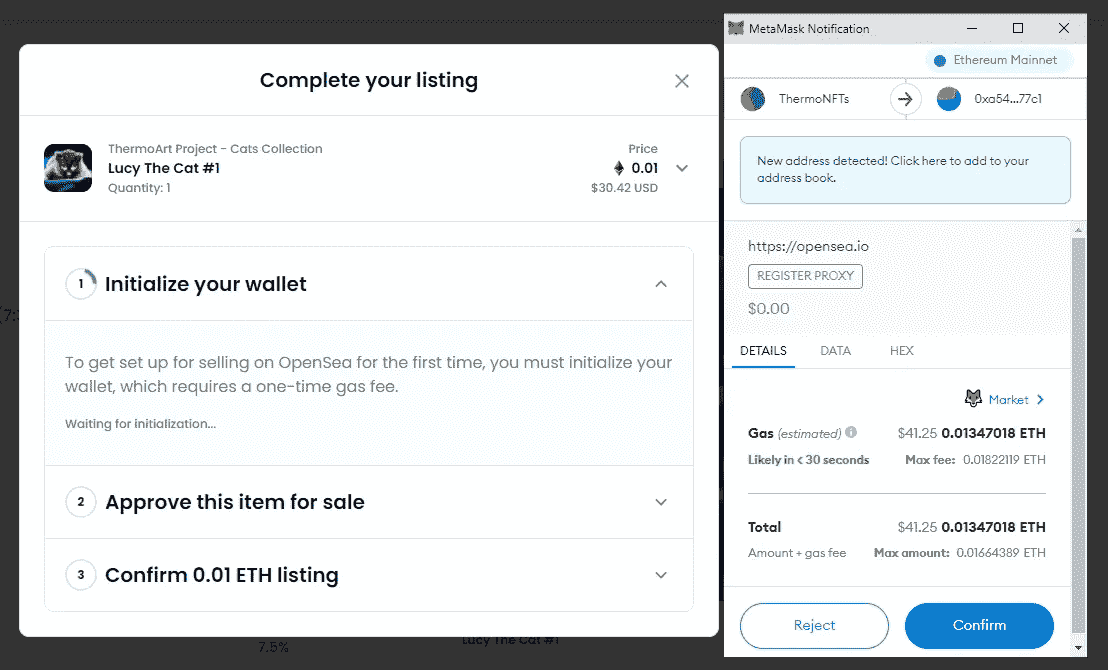 Complete your listing
ThermoArt Project - Cats Collection
Lucy The Cat #1
Quantity: 1
Price
0.01
$30.42 USD
1 Initialize your wallet
To get set up for selling on OpenSea for the first time, you must initialize your
wallet, which requires a one-time gas fee.
Waiting for initialization...
2 Approve this item for sale
3 Confirm 0.01 ETH listing
7.5%
Lucy The Cat #1
MetaMask Notification
Ethereum Mainnet
ThermoNFTs
0xa54...77c1
New address detected! Click here to add to your
address book.
https://opensea.io
REGISTER PROXY
$0.00
DETAILS DATA HEX
Market
Gas (estimated) $41.25 0.01347018 ETH
Likely in < 30 seconds Max fee: 0.01822119 ETH
Total $41.25 0.01347018 ETH
Amount + gas fee Max amount: 0.01664389 ETH
Reject Confirm